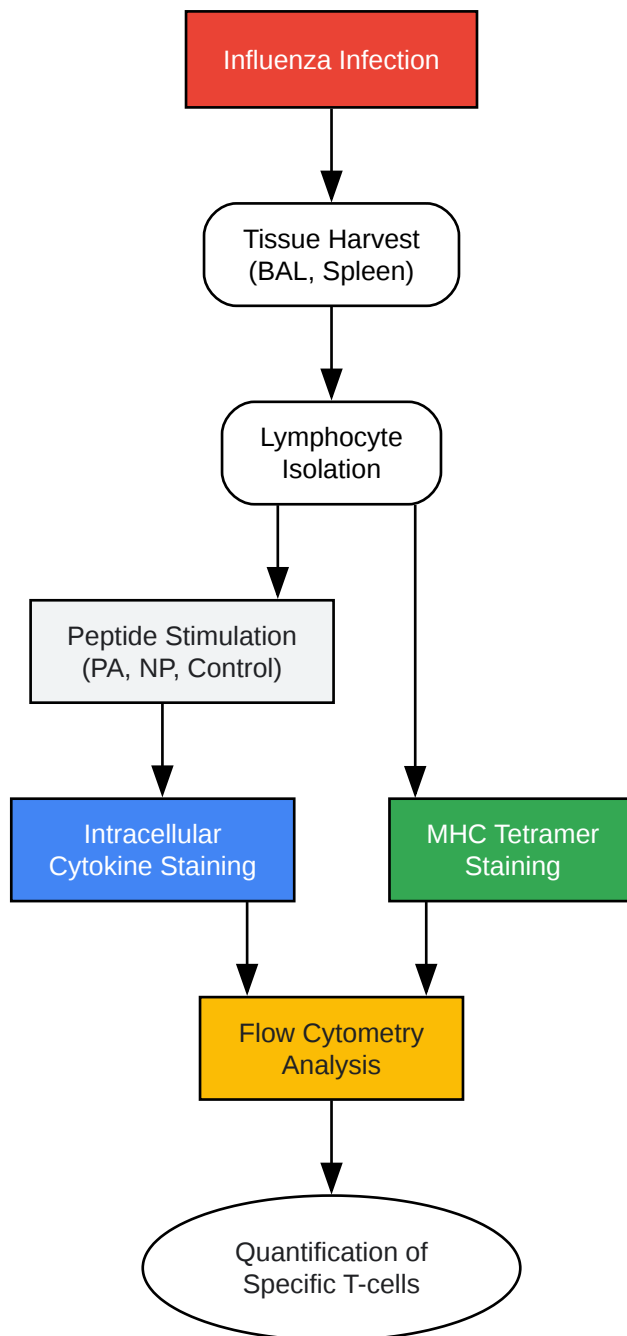 Influenza Infection
Tissue Harvest
(BAL, Spleen)
Lymphocyte
Isolation
Peptide Stimulation
(PA, NP, Control)
Intracellular
Cytokine Staining
MHC Tetramer
Staining
Flow Cytometry
Analysis
Quantification of
Specific T-cells